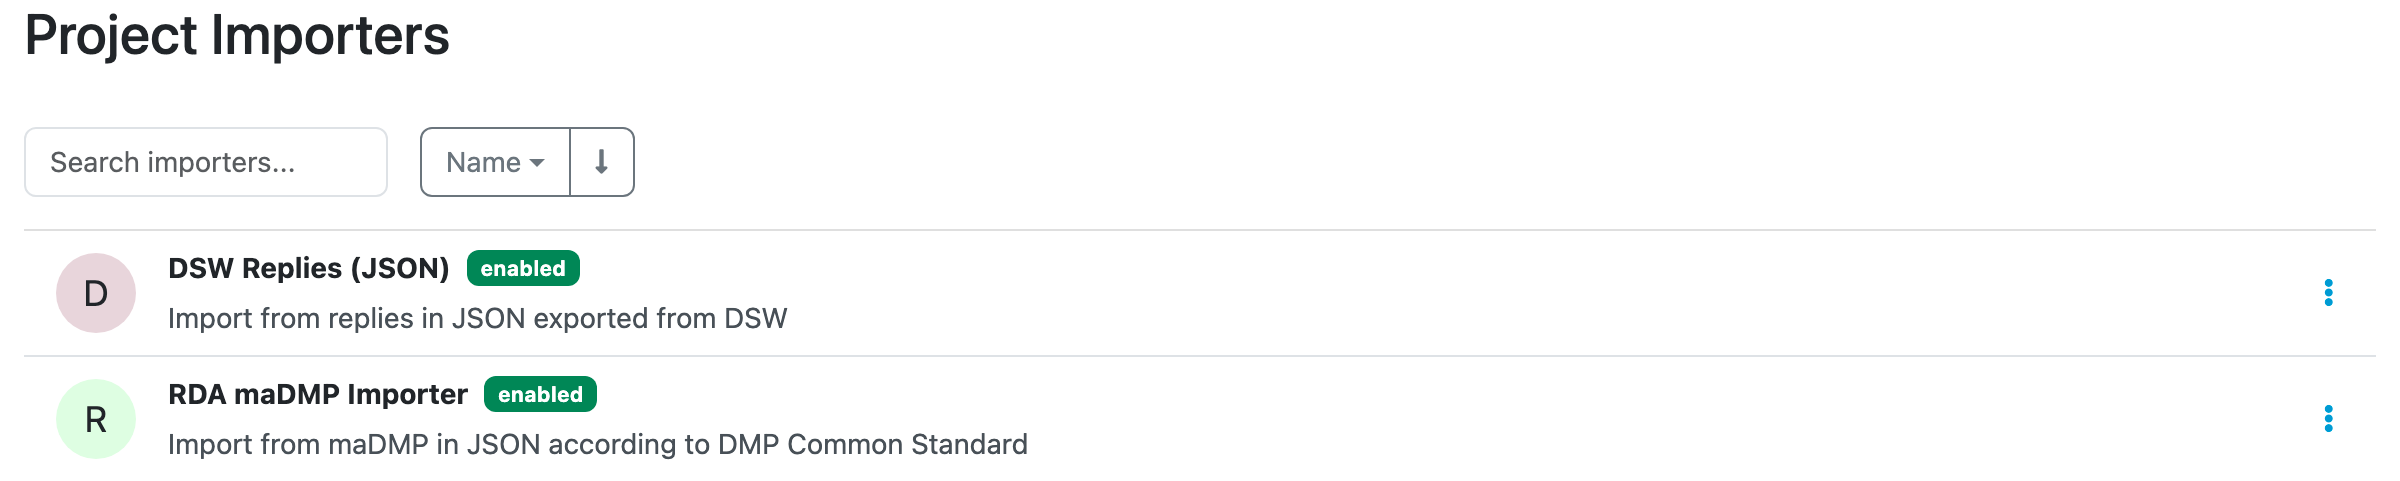 Project Importers
Search importers...
Name
D
DSW Replies (JSON) enabled
Import from replies in JSON exported from DSW
R
RDA maDMP Importer enabled
Import from maDMP in JSON according to DMP Common Standard